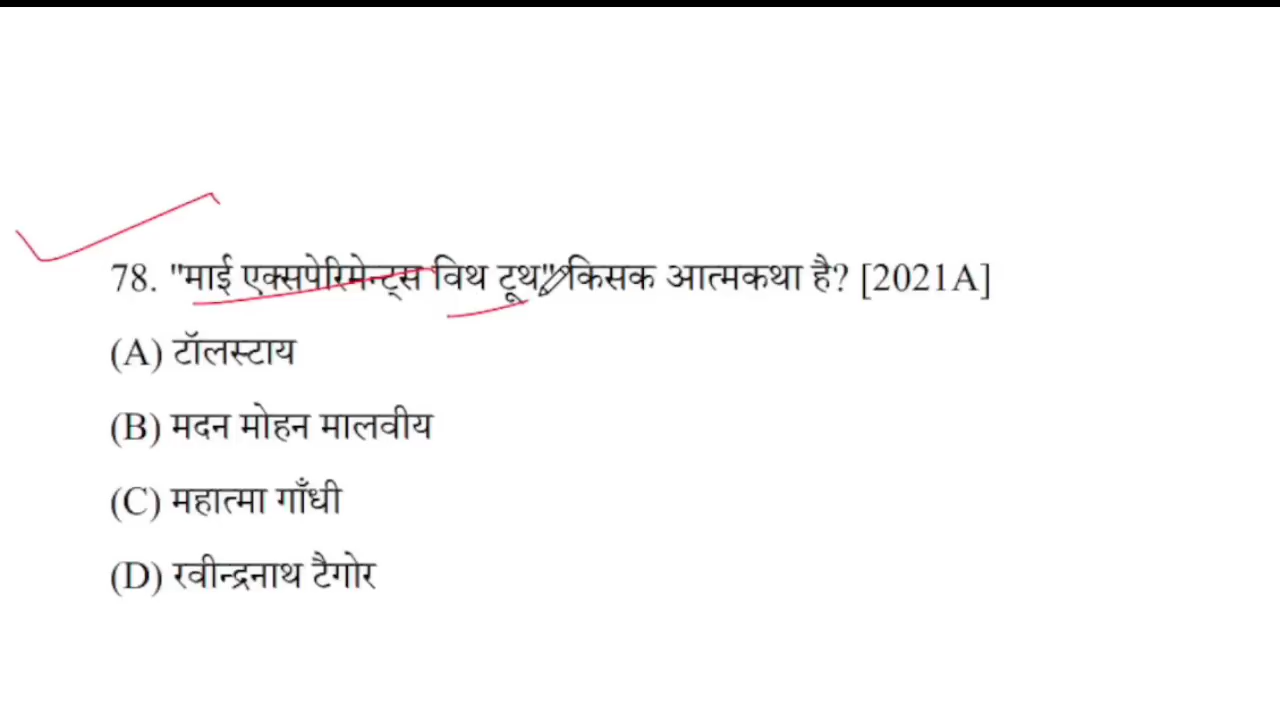 78. "माई एक्सपेरिमेन्ट्स विथ टूथ" किसक आत्मकथा है? [2021A]
(A) टॉलस्टाय
(B) मदन मोहन मालवीय
(C) महात्मा गाँधी
(D) रवीन्द्रनाथ टैगोर